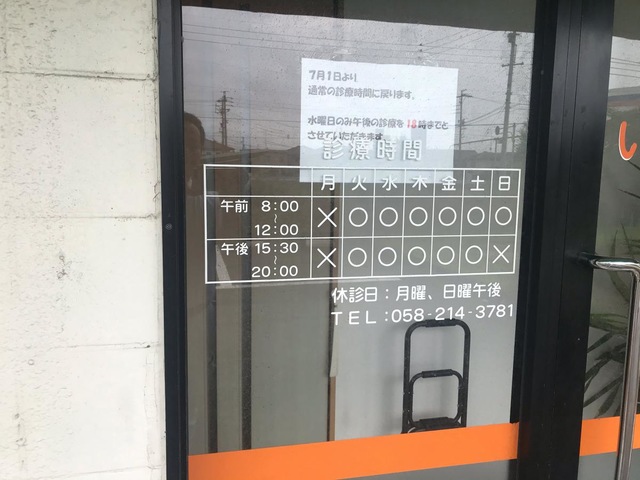 7月1日より
通常の診療時間に戻ります。
水曜日のみ午後の診療を18時までと
させていただきます。
診療時間
月 火 水 木 金 土 日
午前 8:00 ~ 12:00 × ○ ○ ○ ○ ○ ○
午後 15:30 ~ 20:00 × ○ ○ ○ ○ ○ ×
休診日：月曜、日曜午後
TEL：058-214-3781
し